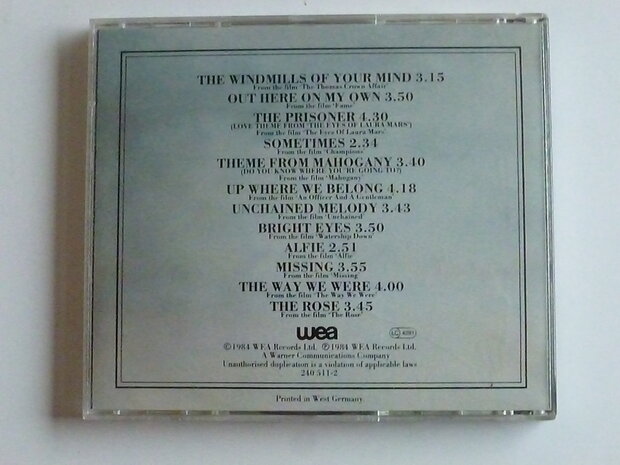 THE WINDMILLS OF YOUR MIND 3.15
From the film 'The Thomas Crown Affair'
OUT HERE ON MY OWN 3.50
From the film 'Fame'
THE PRISONER 4.30
(LOVE THEME FROM 'THE EYES OF LAURA MARS')
From the film 'The Eyes Of Laura Mars'
SOMETIMES 2.34
From the film 'Champions'
THEME FROM MAHOGANY 3.40
(DO YOU KNOW WHERE YOU'RE GOING TO?)
From the film 'Mahogany'
UP WHERE WE BELONG 4.18
From the film 'An Officer And A Gentleman'
UNCHAINED MELODY 3.43
From the film 'Unchained'
BRIGHT EYES 3.50
From the film 'Watership Down'
ALFIE 2.51
From the film 'Alfie'
MISSING 3.55
From the film 'Missing'
THE WAY WE WERE 4.00
From the film 'The Way We Were'
THE ROSE 3.45
From the film 'The Rose'
wea LC
© 1984 WEA Records Ltd. ℗ 1984 WEA Records Ltd.
A Warner Communications Company
Unauthorised duplication is a violation of applicable laws
240 511-2
Printed in West Germany